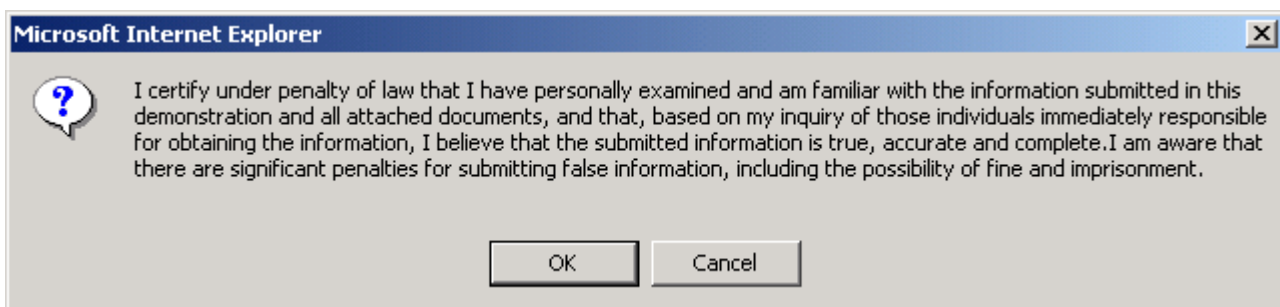 Microsoft Internet Explorer
I certify under penalty of law that I have personally examined and am familiar with the information submitted in this
demonstration and all attached documents, and that, based on my inquiry of those individuals immediately responsible
for obtaining the information, I believe that the submitted information is true, accurate and complete.I am aware that
there are significant penalties for submitting false information, including the possibility of fine and imprisonment.
OK Cancel